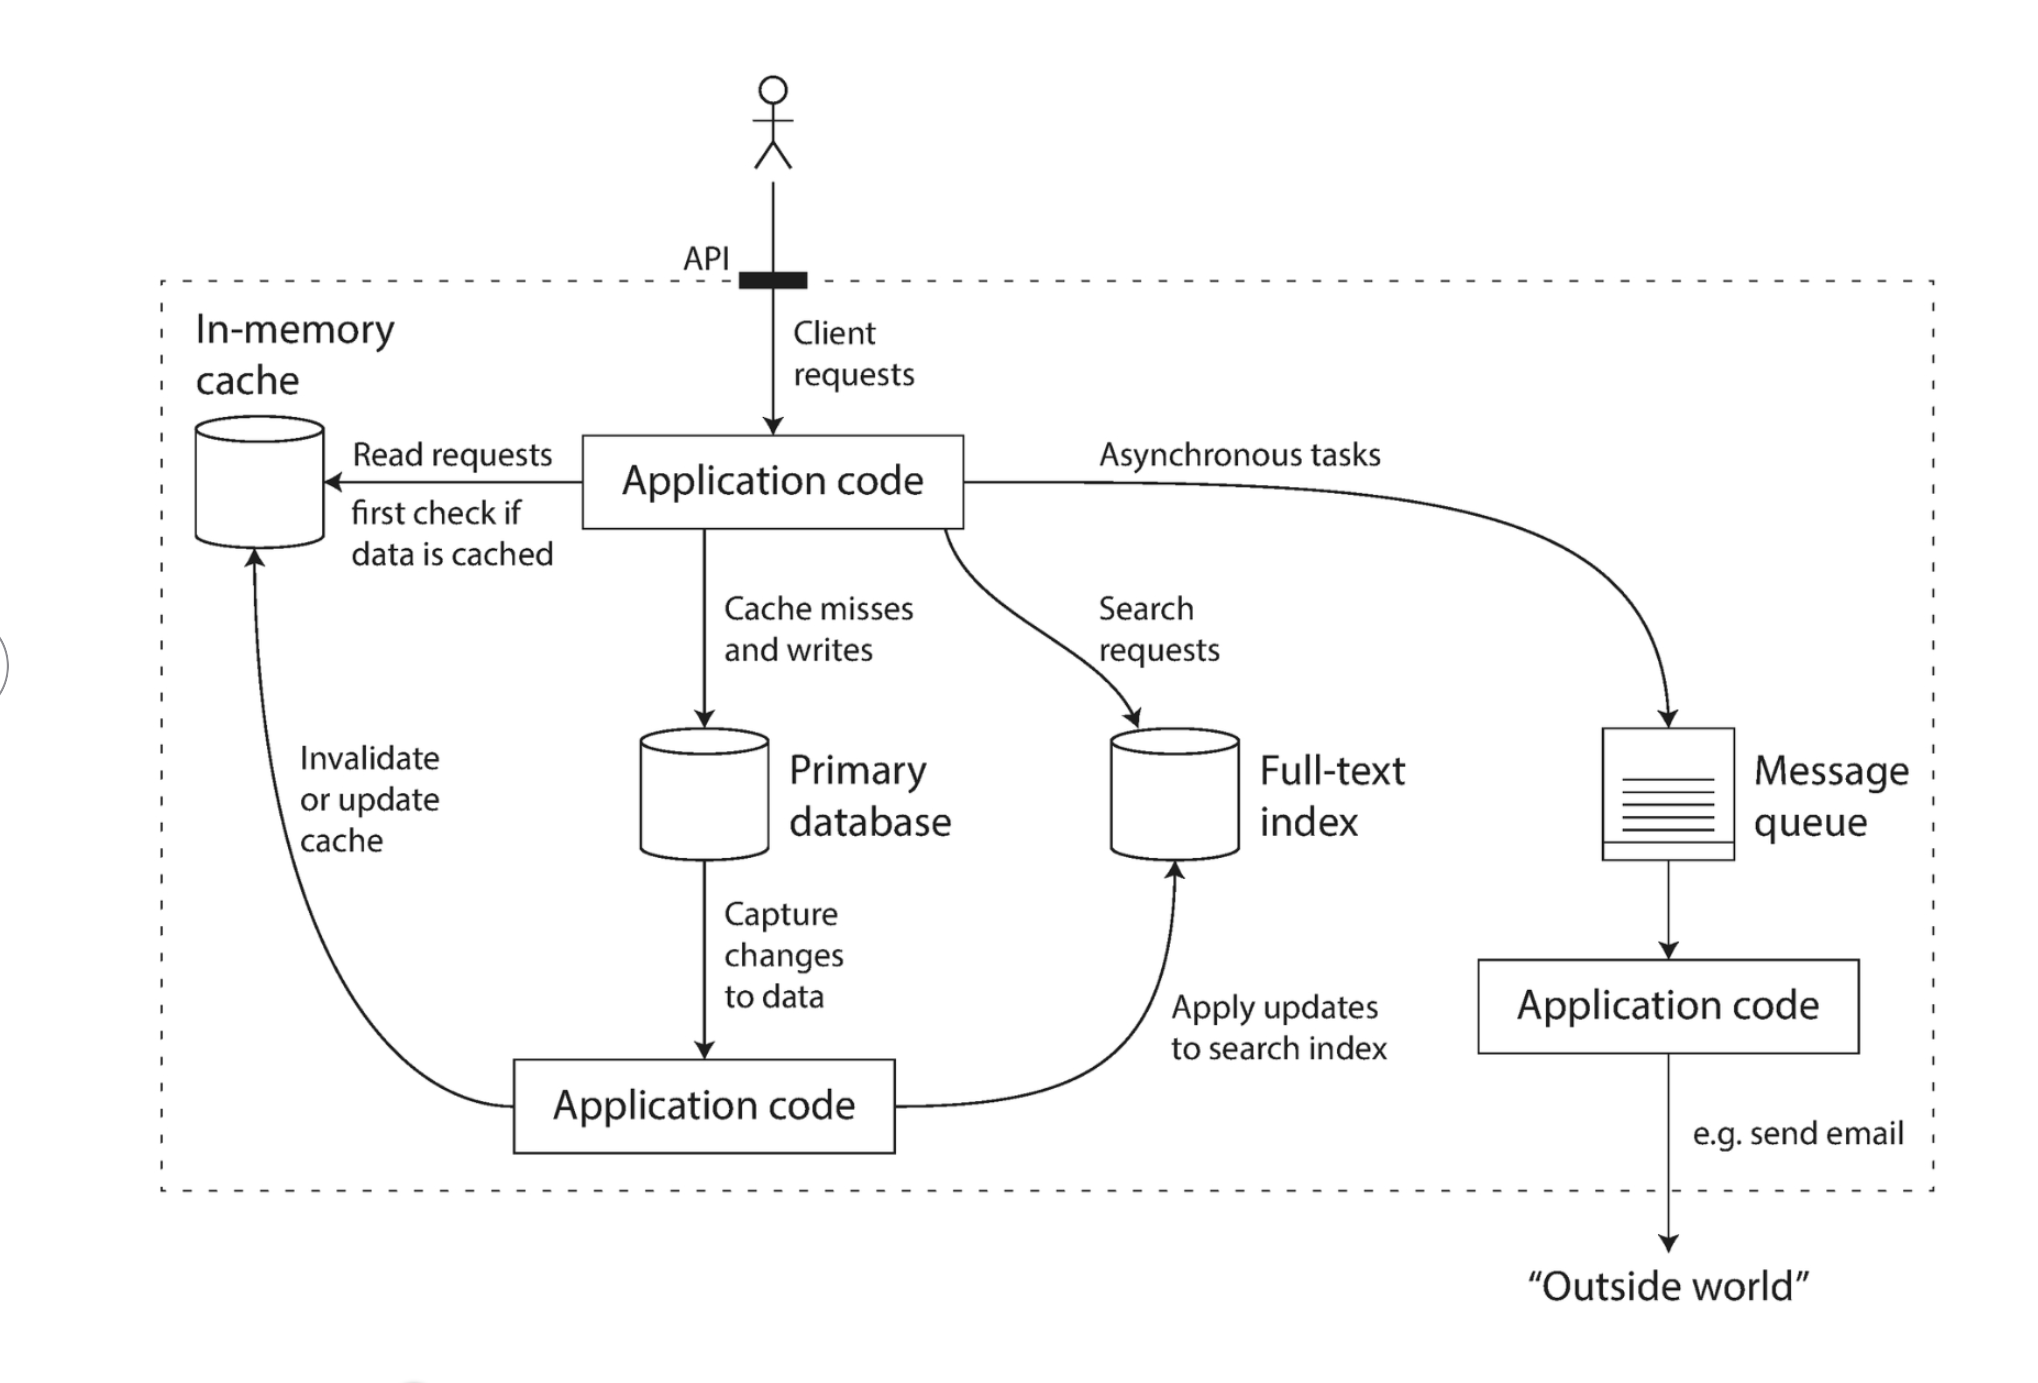 API
In-memory
cache
Client
requests
Read requests
first check if
data is cached
Application code
Asynchronous tasks
Cache misses
and writes
Search
requests
Invalidate
or update
cache
Primary
database
Full-text
index
Message
queue
Capture
changes
to data
Apply updates
to search index
Application code
Application code
e.g. send email
“Outside world”